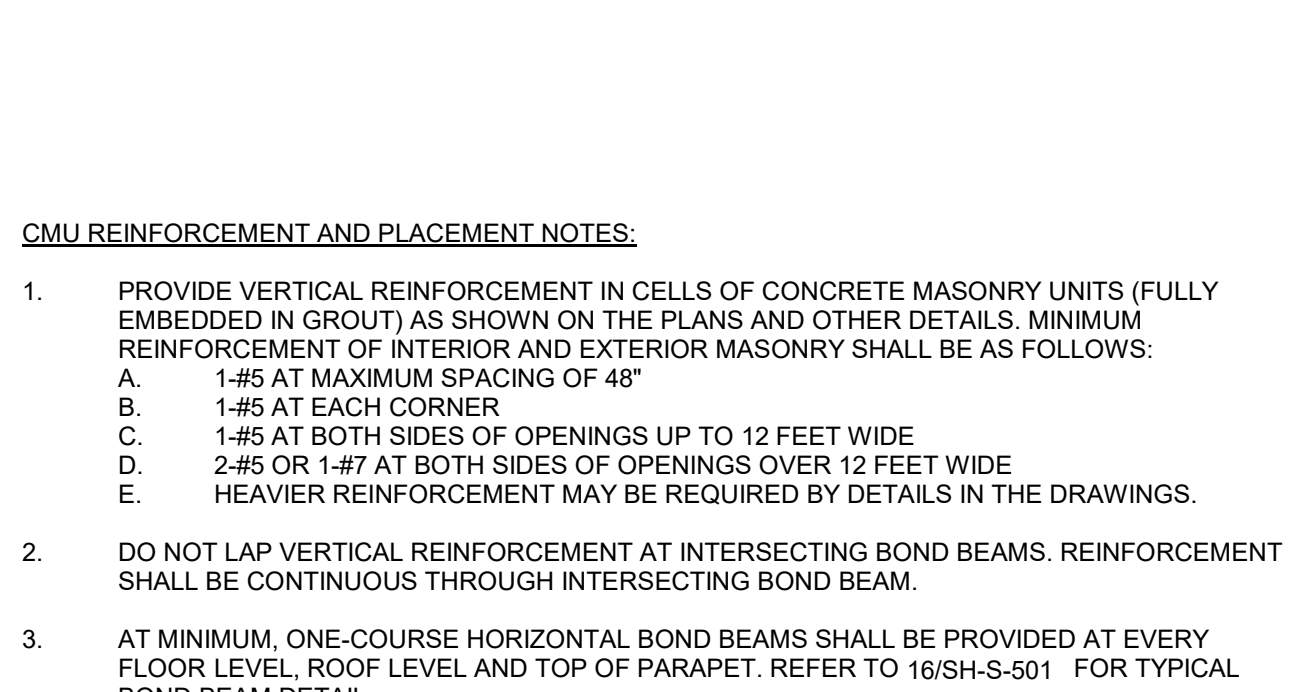 CMU REINFORCEMENT AND PLACEMENT NOTES:
1. PROVIDE VERTICAL REINFORCEMENT IN CELLS OF CONCRETE MASONRY UNITS (FULLY
EMBEDDED IN GROUT) AS SHOWN ON THE PLANS AND OTHER DETAILS. MINIMUM
REINFORCEMENT OF INTERIOR AND EXTERIOR MASONRY SHALL BE AS FOLLOWS:
A. 1-#5 AT MAXIMUM SPACING OF 48"
B. 1-#5 AT EACH CORNER
C. 1-#5 AT BOTH SIDES OF OPENINGS UP TO 12 FEET WIDE
D. 2-#5 OR 1-#7 AT BOTH SIDES OF OPENINGS OVER 12 FEET WIDE
E. HEAVIER REINFORCEMENT MAY BE REQUIRED BY DETAILS IN THE DRAWINGS.
2. DO NOT LAP VERTICAL REINFORCEMENT AT INTERSECTING BOND BEAMS. REINFORCEMENT
SHALL BE CONTINUOUS THROUGH INTERSECTING BOND BEAM.
3. AT MINIMUM, ONE-COURSE HORIZONTAL BOND BEAMS SHALL BE PROVIDED AT EVERY
FLOOR LEVEL, ROOF LEVEL AND TOP OF PARAPET. REFER TO 16/SH-S-501 FOR TYPICAL
BOND BEAM DETAIL